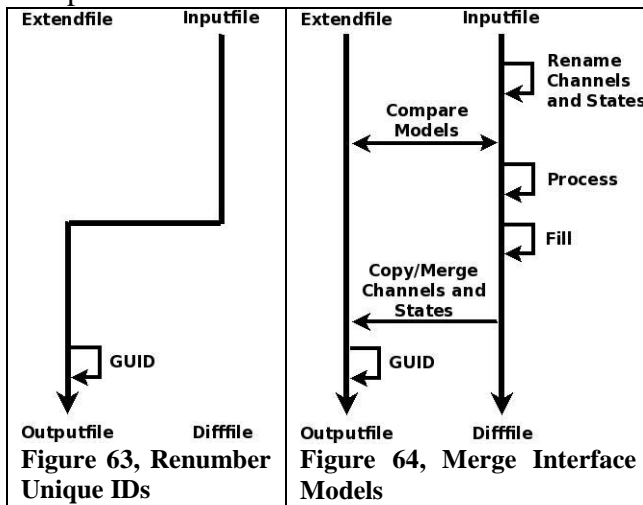 Extendfile Inputfile
GUID
Outputfile Difffile
Figure 63, Renumber
Unique IDs
Extendfile Inputfile
Rename
Channels
and States
Compare
Models
Process
Fill
Copy/Merge
Channels and
States
GUID
Outputfile Difffile
Figure 64, Merge Interface
Models